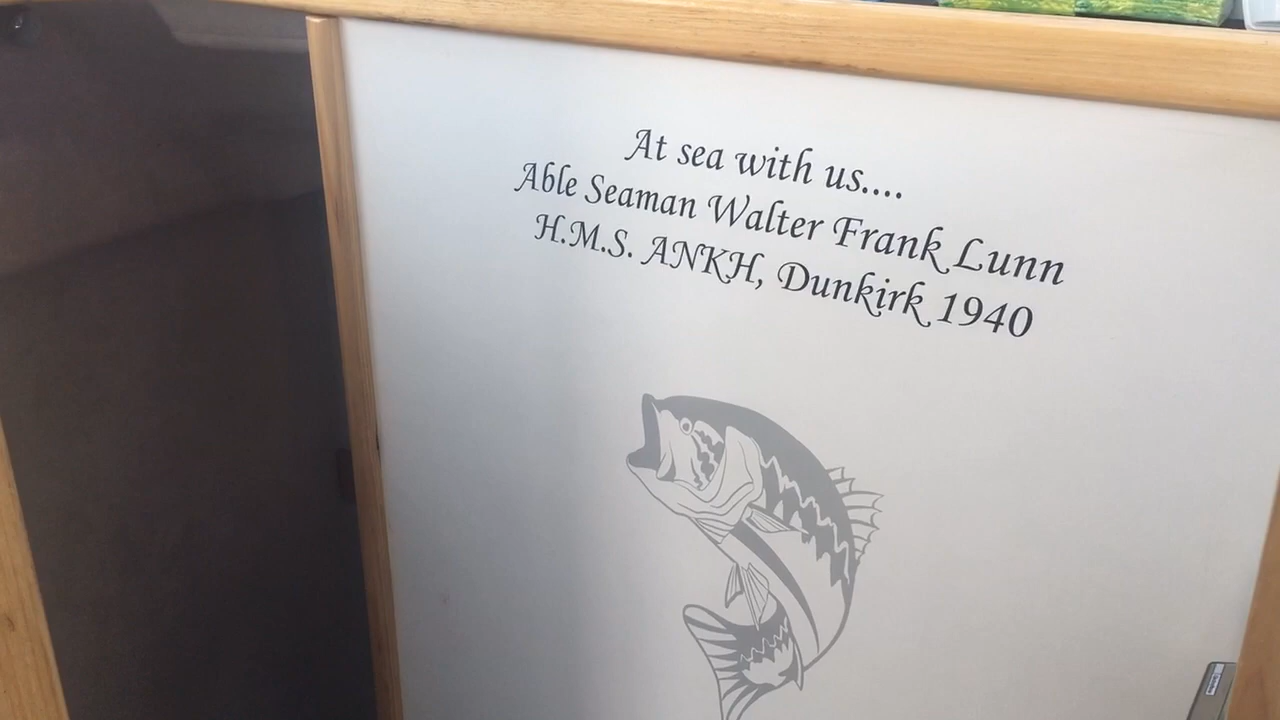 At sea with us....
Able Seaman Walter Frank Lunn
H.M.S. ANKH, Dunkirk 1940